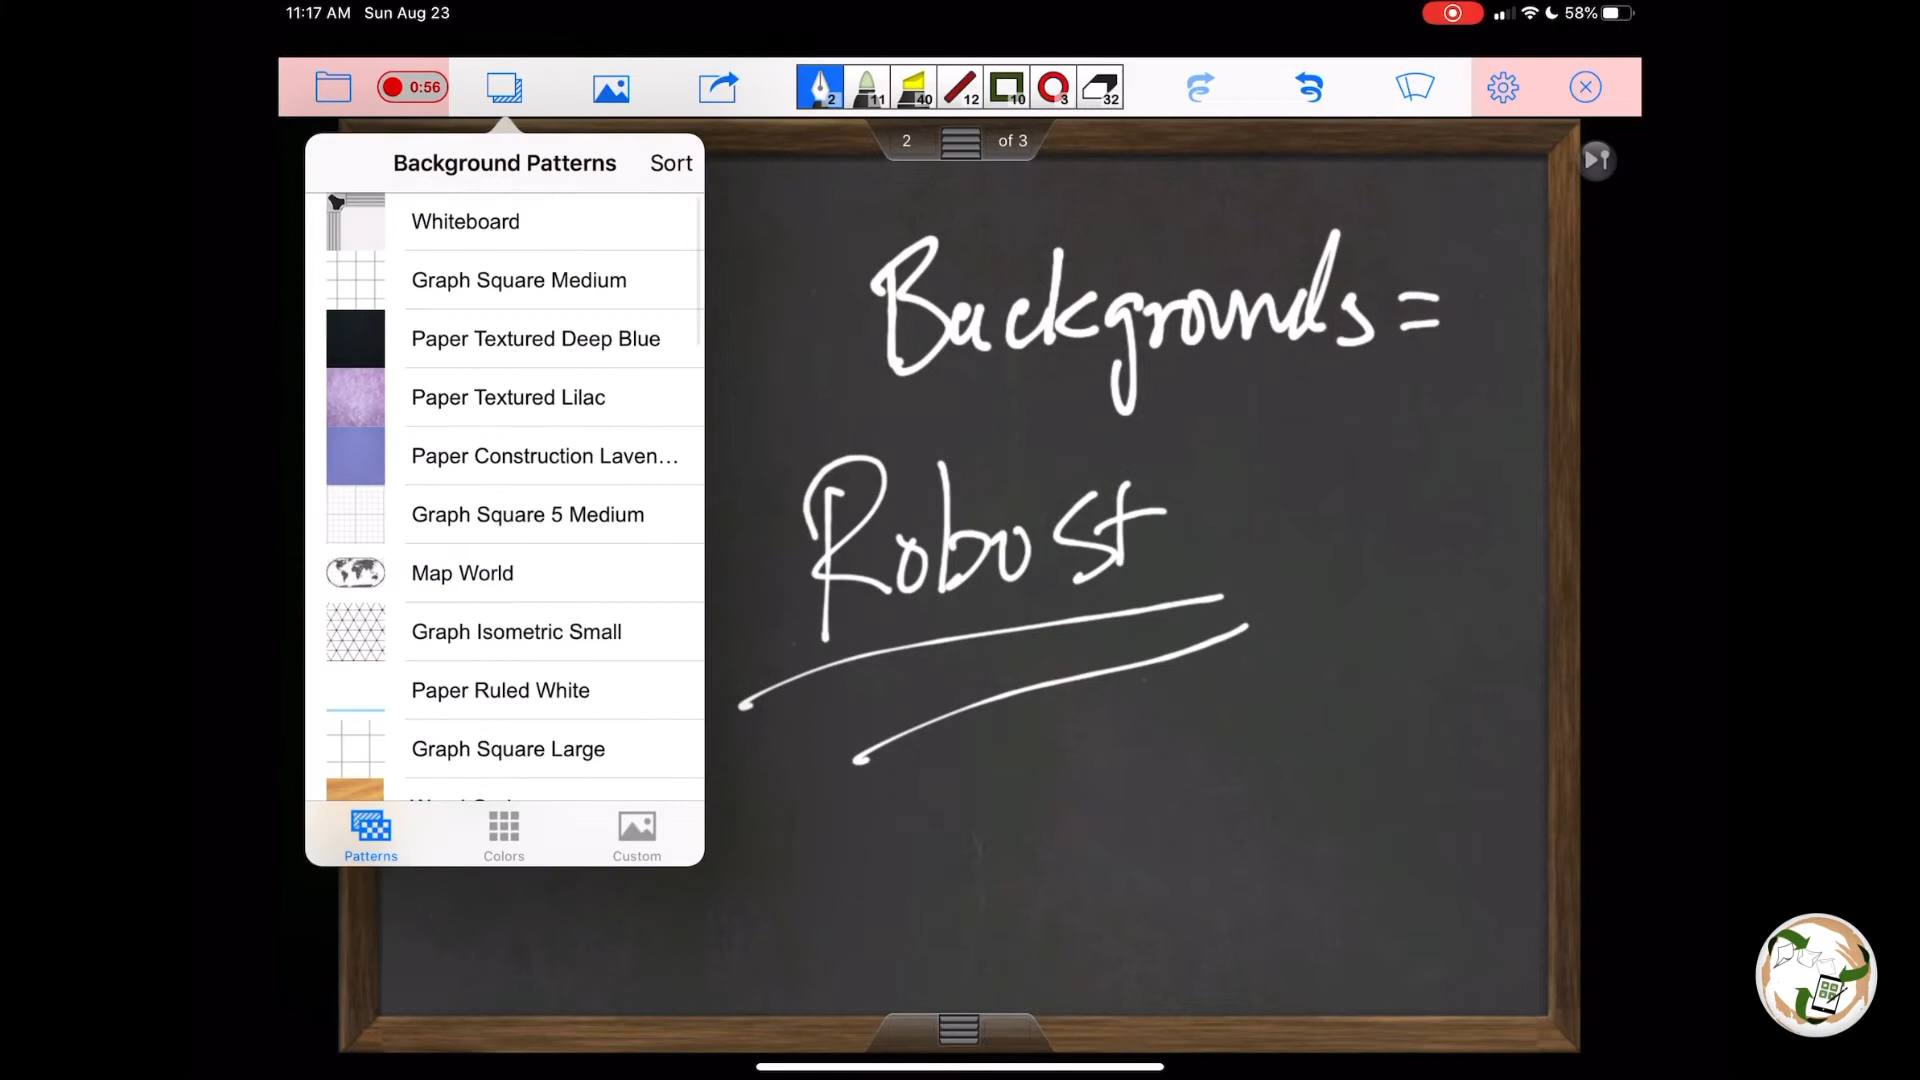 11:17 AM Sun Aug 23
58%
0:56
2 11 40 12 10 3 32
2 of 3
Background Patterns Sort
Whiteboard
Graph Square Medium
Paper Textured Deep Blue
Paper Textured Lilac
Paper Construction Laven…
Graph Square 5 Medium
Map World
Graph Isometric Small
Paper Ruled White
Graph Square Large
Patterns Colors Custom
Backgrounds =
Robost